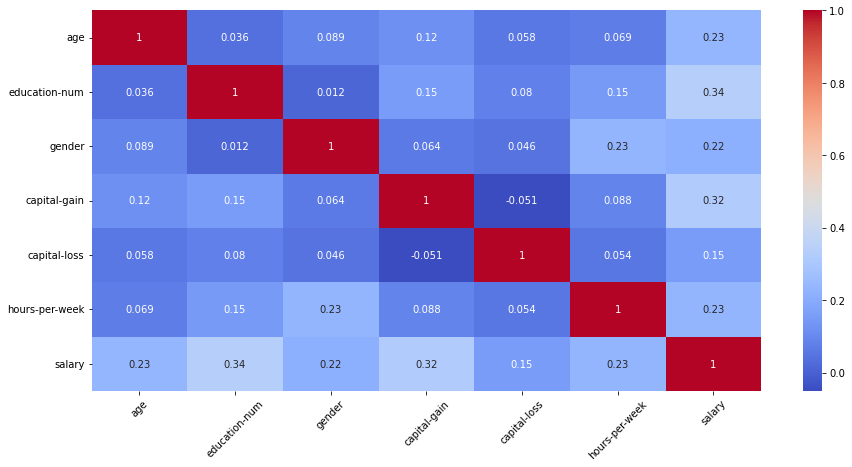 age 1 0.036 0.089 0.12 0.058 0.069 0.23
education-num 0.036 1 0.012 0.15 0.08 0.15 0.34
gender 0.089 0.012 1 0.064 0.046 0.23 0.22
capital-gain 0.12 0.15 0.064 1 -0.051 0.088 0.32
capital-loss 0.058 0.08 0.046 -0.051 1 0.054 0.15
hours-per-week 0.069 0.15 0.23 0.088 0.054 1 0.23
salary 0.23 0.34 0.22 0.32 0.15 0.23 1
age education-num gender capital-gain capital-loss hours-per-week salary
1.0
0.8
0.6
0.4
0.2
0.0